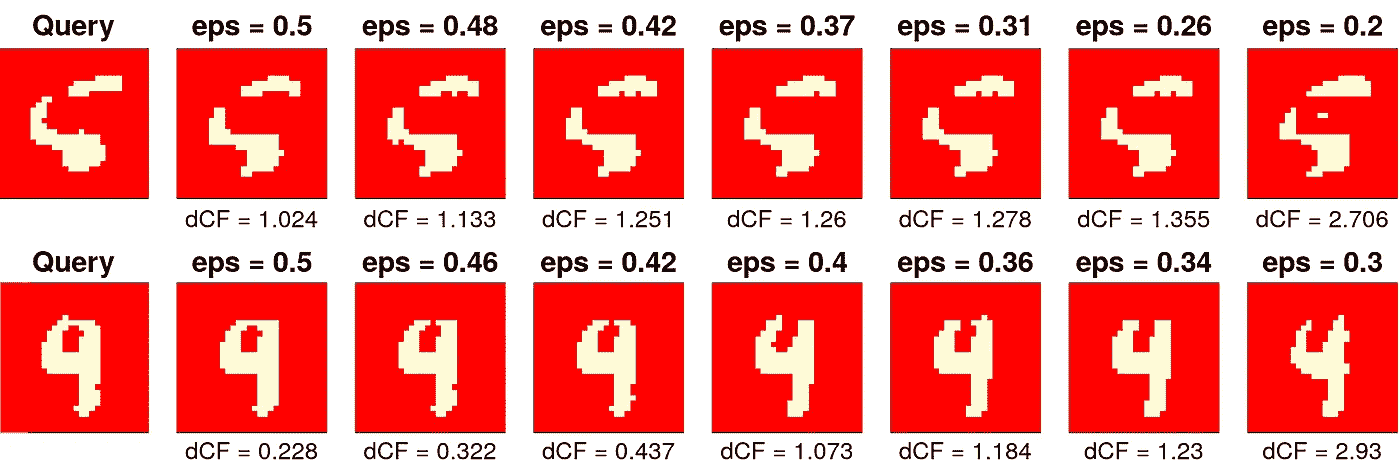 Query eps = 0.5 eps = 0.48 eps = 0.42 eps = 0.37 eps = 0.31 eps = 0.26 eps = 0.2
dCF = 1.024 dCF = 1.133 dCF = 1.251 dCF = 1.26 dCF = 1.278 dCF = 1.355 dCF = 2.706
Query eps = 0.5 eps = 0.46 eps = 0.42 eps = 0.4 eps = 0.36 eps = 0.34 eps = 0.3
dCF = 0.228 dCF = 0.322 dCF = 0.437 dCF = 1.073 dCF = 1.184 dCF = 1.23 dCF = 2.93